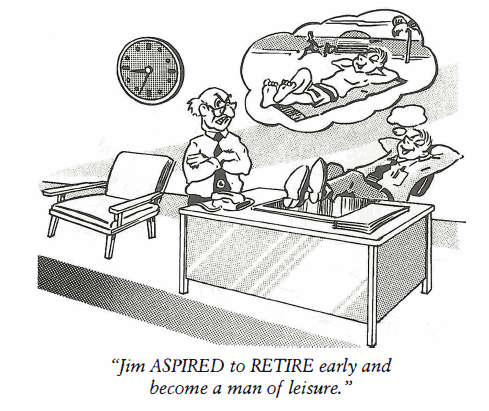 “Jim ASPIRED to RETIRE early and
become a man of leisure.”